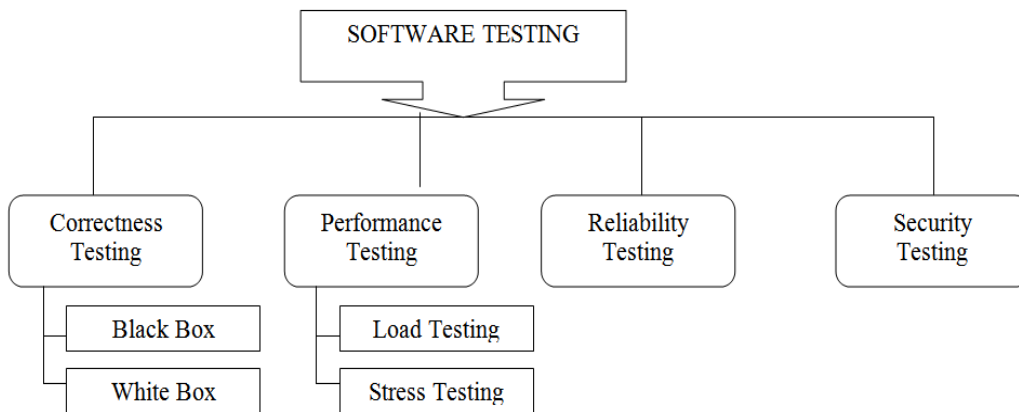 SOFTWARE TESTING
Correctness
Testing
Performance
Testing
Reliability
Testing
Security
Testing
Black Box
White Box
Load Testing
Stress Testing